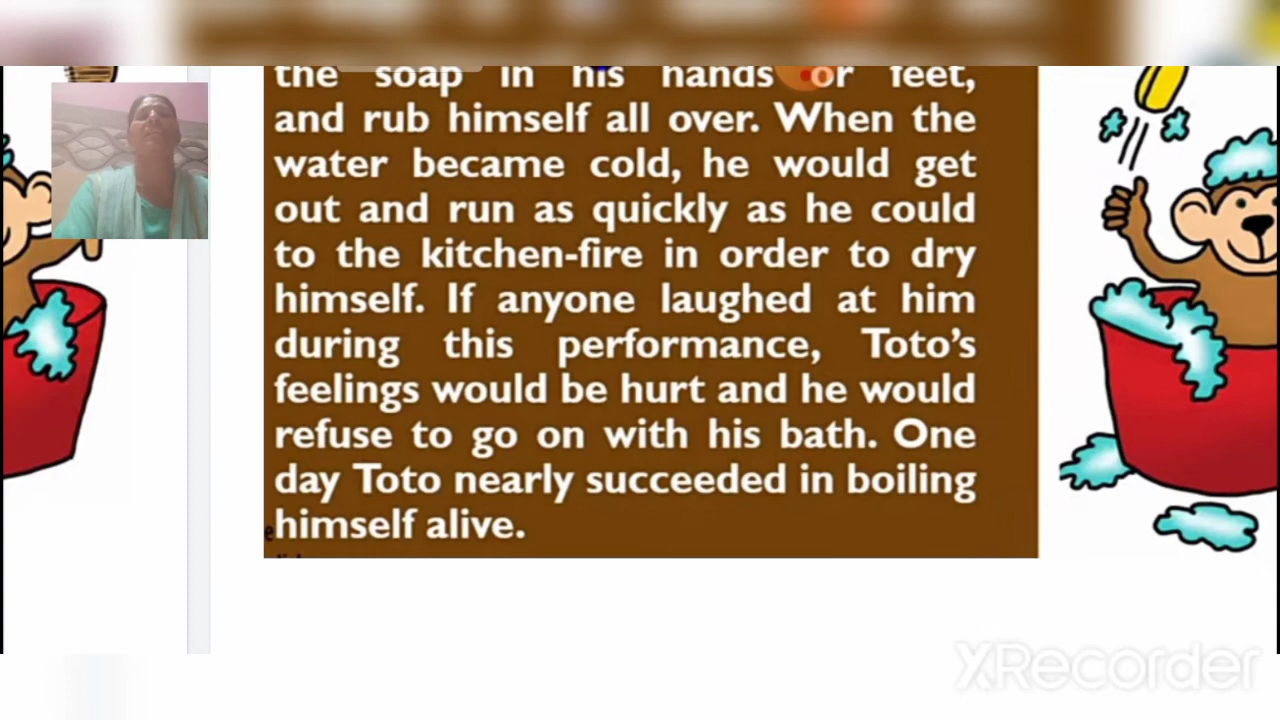 the soap in his hands or feet,
and rub himself all over. When the
water became cold, he would get
out and run as quickly as he could
to the kitchen-fire in order to dry
himself. If anyone laughed at him
during this performance, Toto’s
feelings would be hurt and he would
refuse to go on with his bath. One
day Toto nearly succeeded in boiling
himself alive.
XRecorder